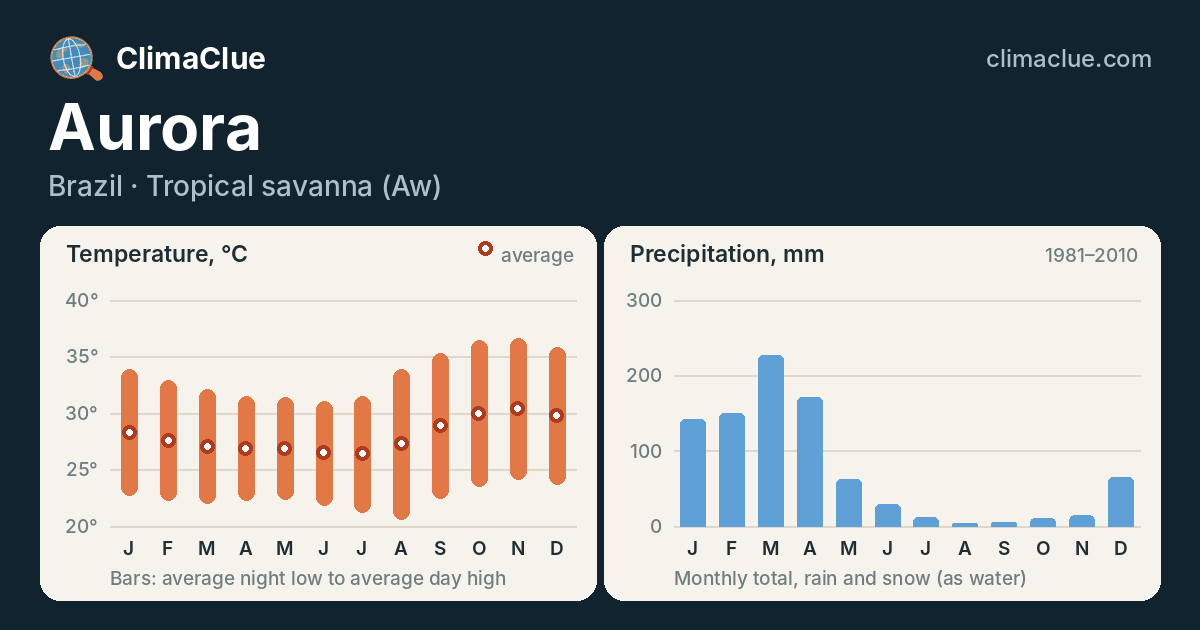 ClimaClue
climaclue.com
Aurora
Brazil · Tropical savanna (Aw)
Temperature, °C
average
40°
35°
30°
25°
20°
J F M A M J J A S O N D
Bars: average night low to average day high
Precipitation, mm
1981–2010
300
200
100
0
J F M A M J J A S O N D
Monthly total, rain and snow (as water)